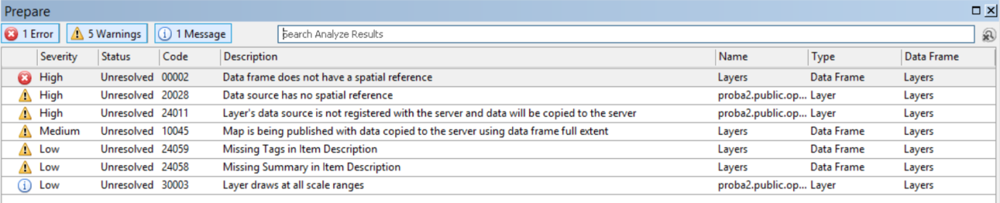 Prepare
1 Error 5 Warnings 1 Message Search Analyze Results
Severity Status Code Description Name Type Data Frame
High Unresolved 00002 Data frame does not have a spatial reference Layers Data Frame Layers
High Unresolved 20028 Data source has no spatial reference proba2.public.op... Layer Layers
High Unresolved 24011 Layer's data source is not registered with the server and data will be copied to the server proba2.public.op... Layer Layers
Medium Unresolved 10045 Map is being published with data copied to the server using data frame full extent Layers Data Frame Layers
Low Unresolved 24059 Missing Tags in Item Description Layers Data Frame Layers
Low Unresolved 24058 Missing Summary in Item Description Layers Data Frame Layers
Low Unresolved 30003 Layer draws at all scale ranges proba2.public.op... Layer Layers